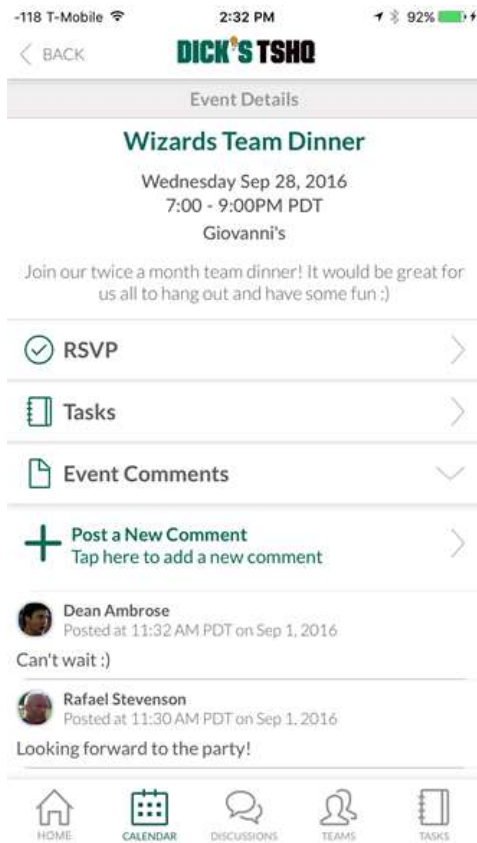 -118 T-Mobile 2:32 PM 92%
BACK DICK'S TSHQ
Event Details
Wizards Team Dinner
Wednesday Sep 28, 2016
7:00 - 9:00PM PDT
Giovanni's
Join our twice a month team dinner! It would be great for
us all to hang out and have some fun :)
RSVP
Tasks
Event Comments
Post a New Comment
Tap here to add a new comment
Dean Ambrose
Posted at 11:32 AM PDT on Sep 1, 2016
Can't wait :)
Rafael Stevenson
Posted at 11:30 AM PDT on Sep 1, 2016
Looking forward to the party!
HOME CALENDAR DISCUSSIONS TEAMS TASKS